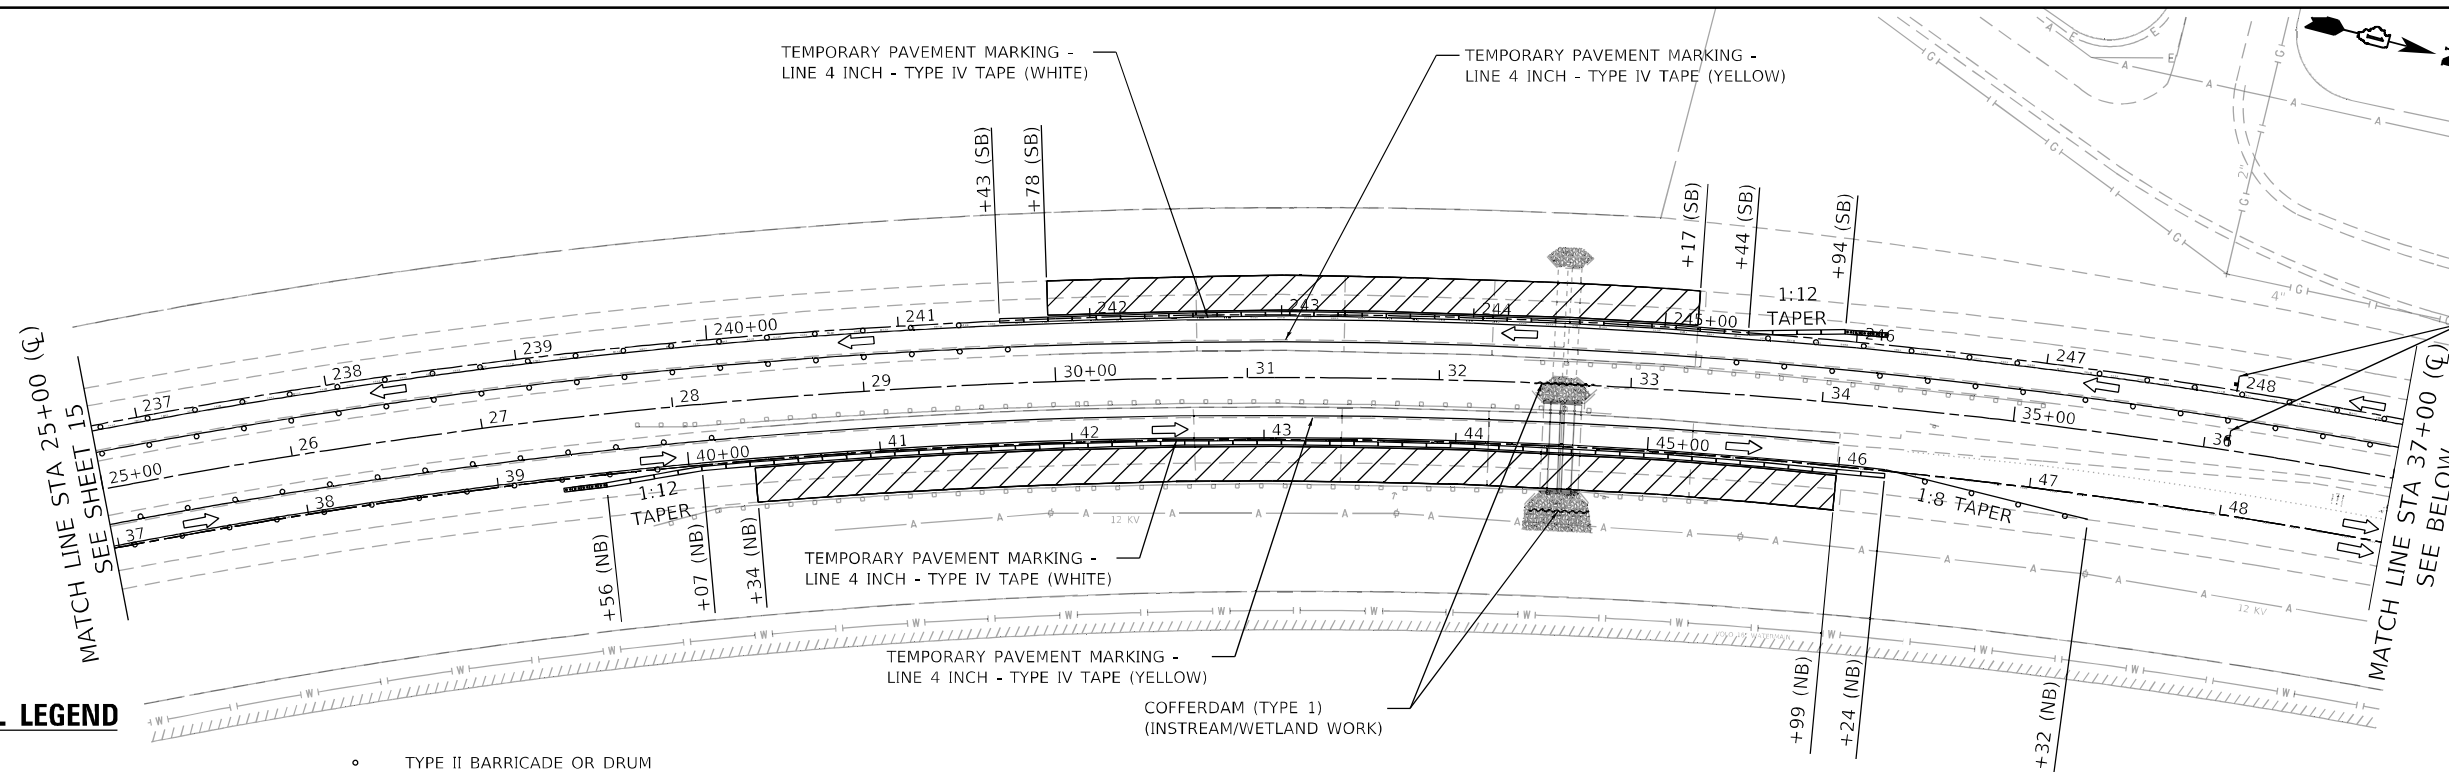 TEMPORARY PAVEMENT MARKING -
LINE 4 INCH - TYPE IV TAPE (WHITE)
TEMPORARY PAVEMENT MARKING -
LINE 4 INCH - TYPE IV TAPE (YELLOW)
+43 (SB)
+78 (SB)
+17 (SB)
+44 (SB)
+94 (SB)
1:12
TAPER
2"
4"
MATCH LINE STA 25+00 (℄)
SEE SHEET 15
237
238
239
240+00
241
242
243
244
245+00
246
247
248
25+00
26
27
28
29
30+00
31
32
33
34
35+00
36
37
38
39
40+00
41
42
43
44
45+00
46
47
48
1:12
TAPER
1:8 TAPER
12 KV
12 KV
+56 (NB)
+07 (NB)
+34 (NB)
+99 (NB)
+24 (NB)
+32 (NB)
TEMPORARY PAVEMENT MARKING -
LINE 4 INCH - TYPE IV TAPE (WHITE)
TEMPORARY PAVEMENT MARKING -
LINE 4 INCH - TYPE IV TAPE (YELLOW)
COFFERDAM (TYPE 1)
(INSTREAM/WETLAND WORK)
MATCH LINE STA 37+00 (℄)
SEE BELOW
LEGEND
TYPE II BARRICADE OR DRUM